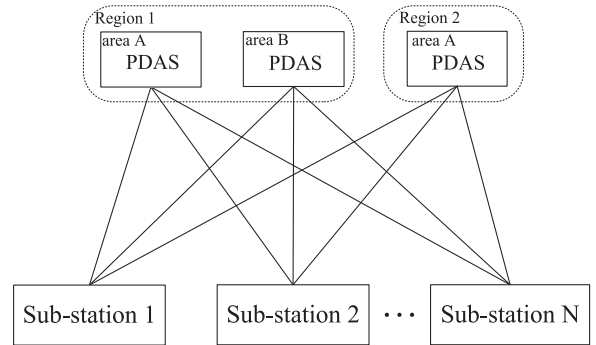 Region 1
area A
PDAS
area B
PDAS
Region 2
area A
PDAS
Sub-station 1
Sub-station 2
...
Sub-station N